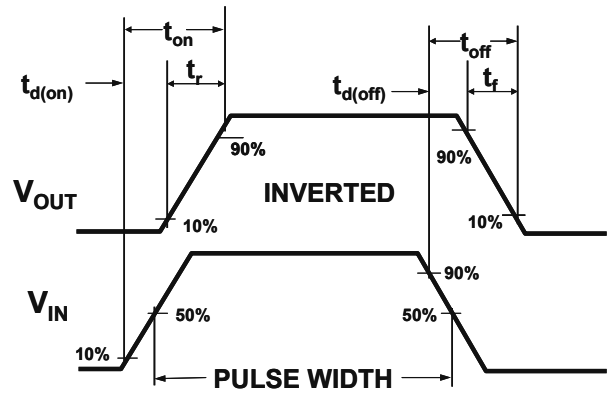 t_on
t_off
t_d(on)
t_r
t_d(off)
t_f
90%
90%
V_OUT
INVERTED
10%
10%
90%
V_IN
50%
50%
10%
PULSE WIDTH